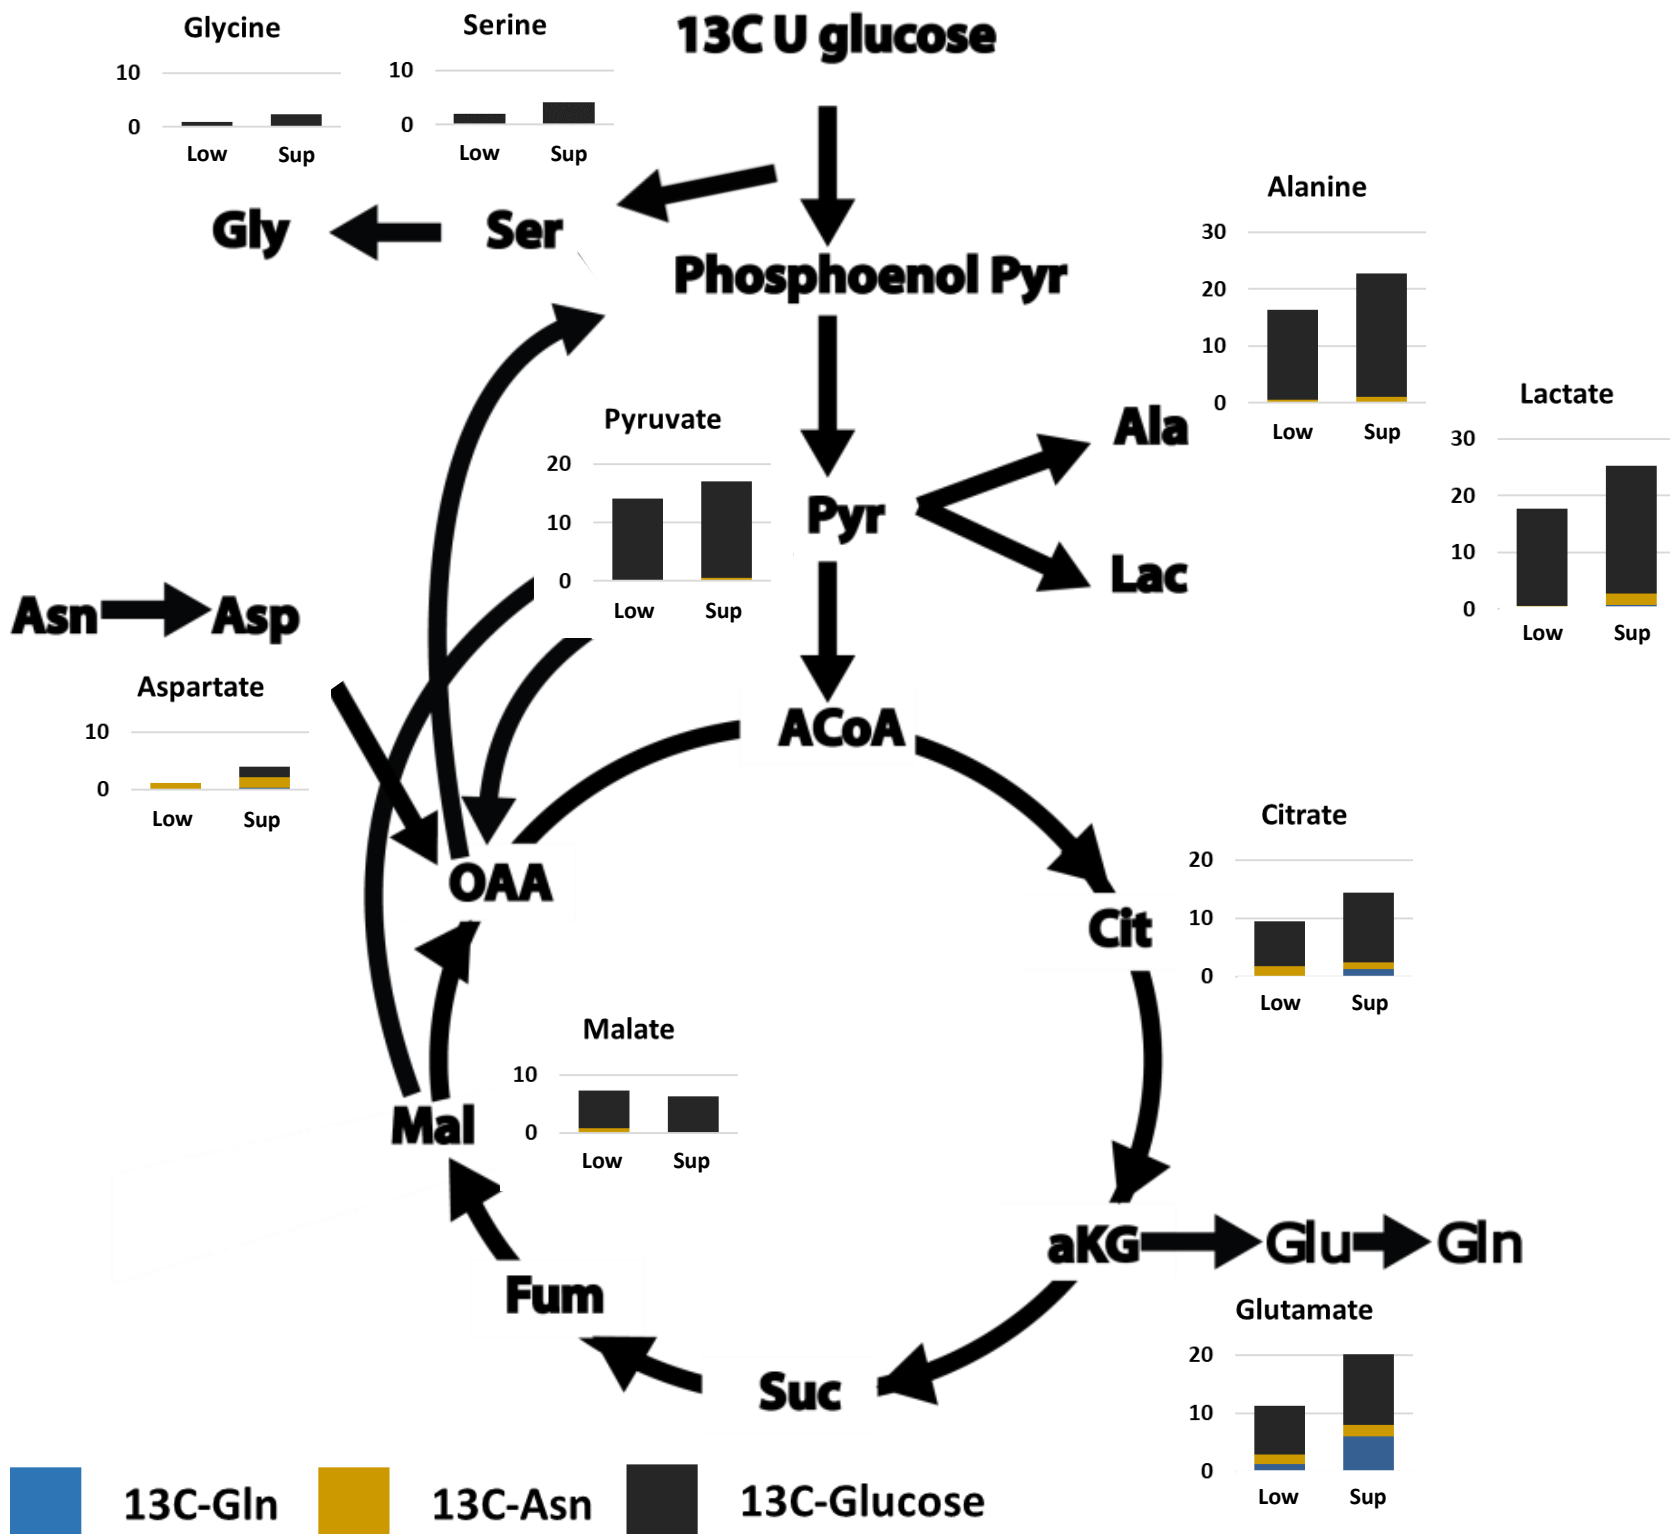 Glycine
10
0
Low Sup
Serine
10
0
Low Sup
13C U glucose
Gly
Ser
Phosphoenol Pyr
Alanine
30
20
10
0
Low Sup
Ala
Lactate
30
20
10
0
Low Sup
Lac
Pyruvate
20
10
0
Low Sup
Pyr
Asn
Asp
Aspartate
10
0
Low Sup
ACoA
OAA
Citrate
20
10
0
Low Sup
Cit
Malate
10
0
Low Sup
Mal
aKG
Glu
Gln
Fum
Suc
Glutamate
20
10
0
Low Sup
13C-Gln
13C-Asn
13C-Glucose